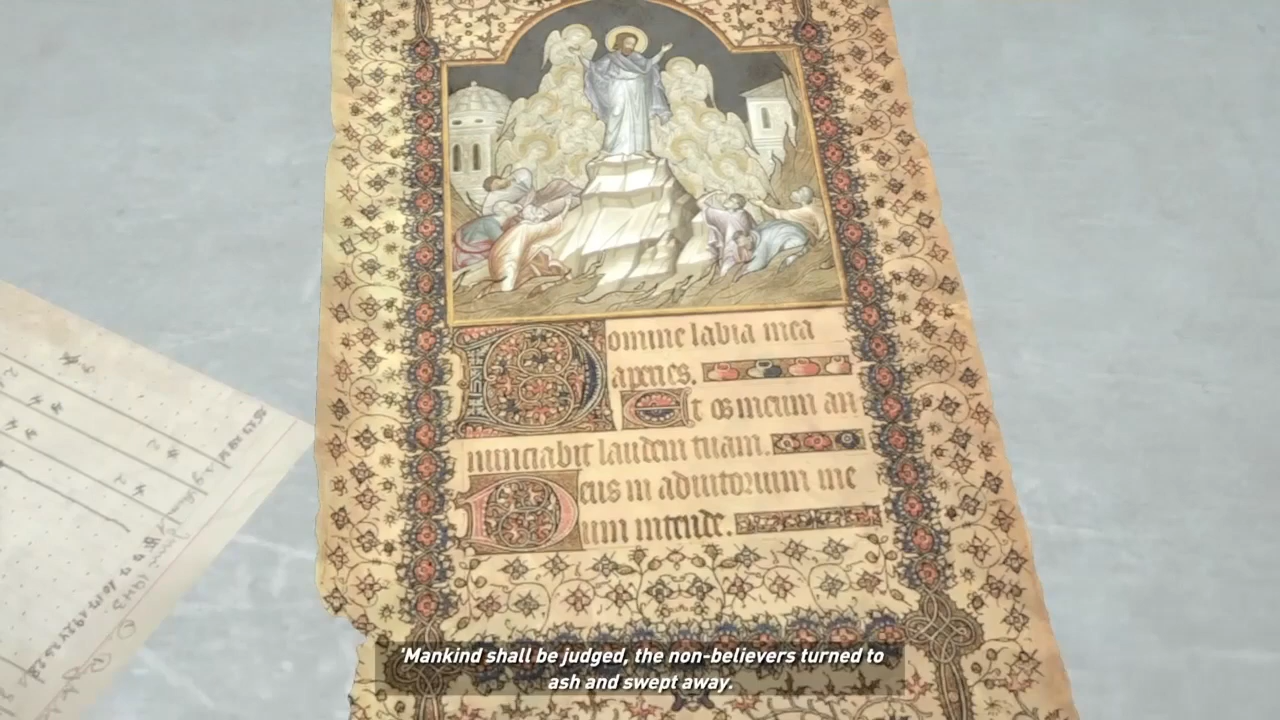 Domine labia mea
aperies.
Et os meum an
nunciabit laudem tuam.
Deus in adiutorium me
um intende.
'Mankind shall be judged, the non-believers turned to
ash and swept away.